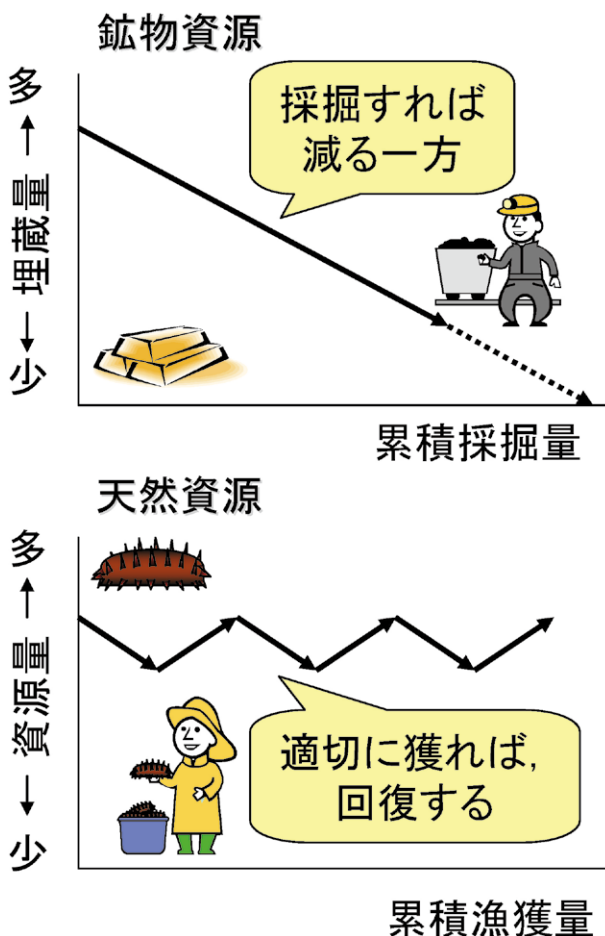 鉱物資源
多
↑
埋蔵量
↓
少
採掘すれば
減る一方
累積採掘量
天然資源
多
↑
資源量
↓
少
適切に獲れば,
回復する
累積漁獲量